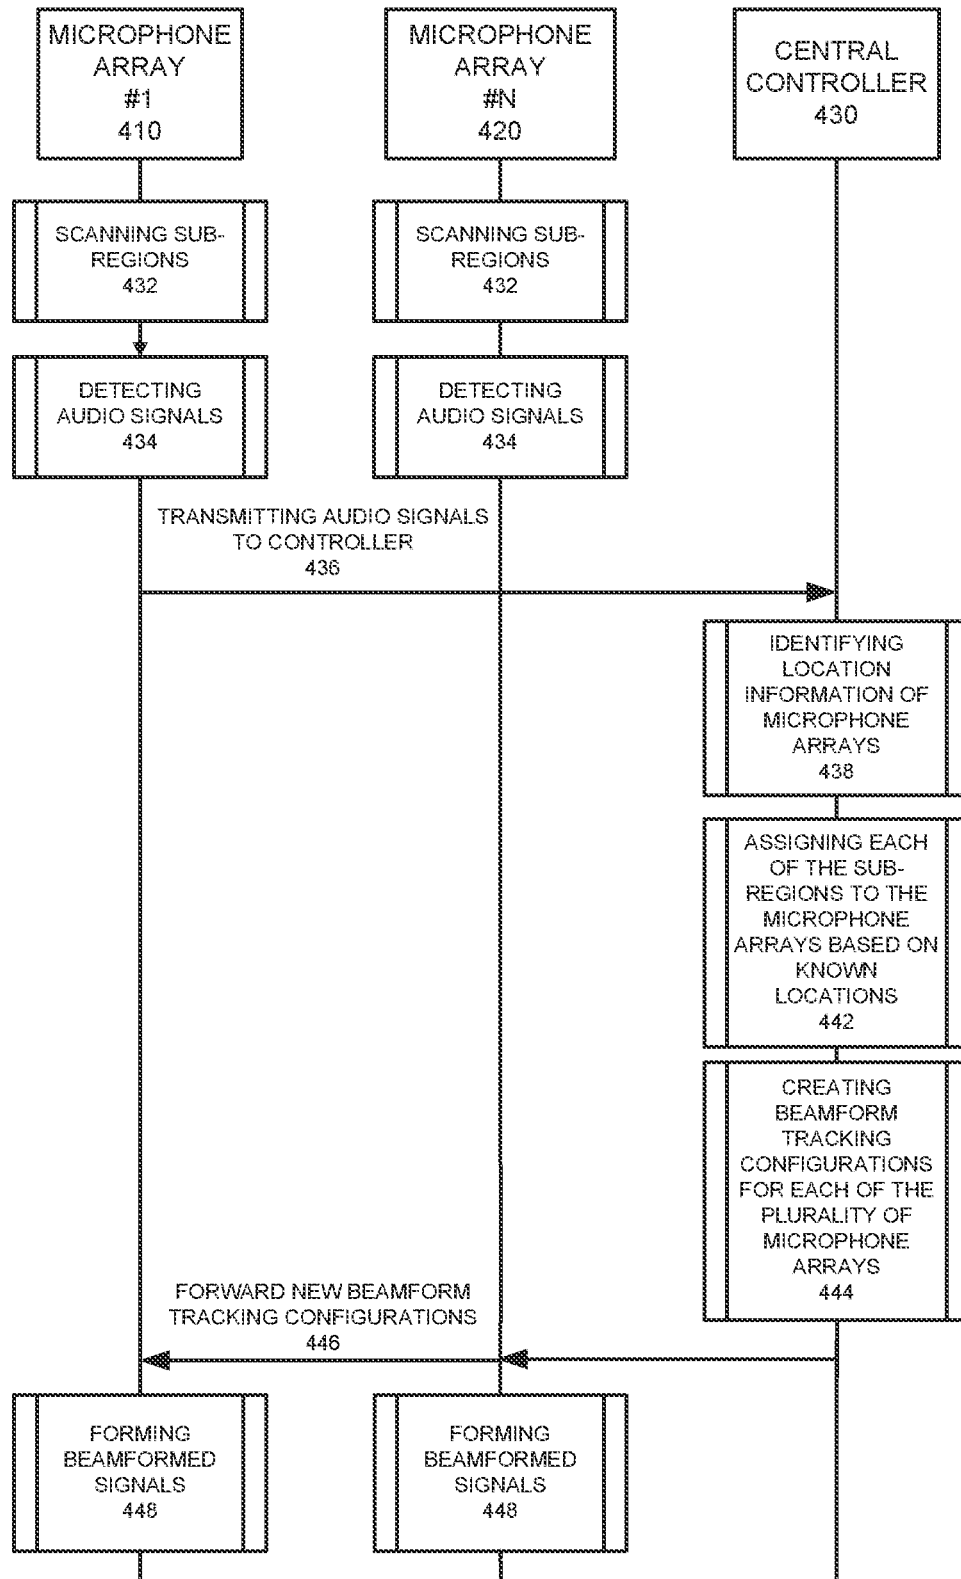 MICROPHONE
ARRAY
#1
410
MICROPHONE
ARRAY
#N
420
CENTRAL
CONTROLLER
430
SCANNING SUB-
REGIONS
432
SCANNING SUB-
REGIONS
432
DETECTING
AUDIO SIGNALS
434
DETECTING
AUDIO SIGNALS
434
TRANSMITTING AUDIO SIGNALS
TO CONTROLLER
436
IDENTIFYING
LOCATION
INFORMATION OF
MICROPHONE
ARRAYS
438
ASSIGNING EACH
OF THE SUB-
REGIONS TO THE
MICROPHONE
ARRAYS BASED ON
KNOWN
LOCATIONS
442
CREATING
BEAMFORM
TRACKING
CONFIGURATIONS
FOR EACH OF THE
PLURALITY OF
MICROPHONE
ARRAYS
444
FORWARD NEW BEAMFORM
TRACKING CONFIGURATIONS
446
FORMING
BEAMFORMED
SIGNALS
448
FORMING
BEAMFORMED
SIGNALS
448